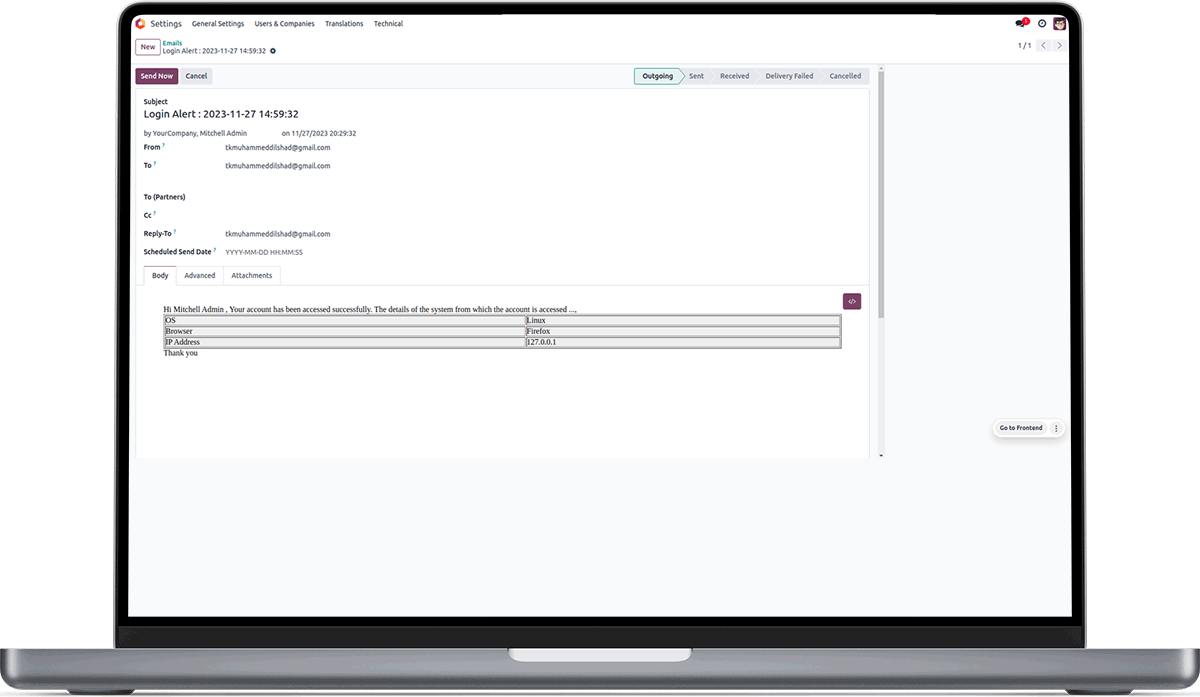 Settings General Settings Users & Companies Translations Technical 1
New Emails
Login Alert : 2023-11-27 14:59:32 1 / 1
Send Now Cancel Outgoing Sent Received Delivery Failed Cancelled
Subject
Login Alert : 2023-11-27 14:59:32
by YourCompany, Mitchell Admin on 11/27/2023 20:29:32
From ? tkmuhammeddilshad@gmail.com
To ? tkmuhammeddilshad@gmail.com
To (Partners)
Cc ?
Reply-To ? tkmuhammeddilshad@gmail.com
Scheduled Send Date ? YYYY-MM-DD HH:MM:SS
Body Advanced Attachments
</>
Hi Mitchell Admin , Your account has been accessed successfully. The details of the system from which the account is accessed ...,
OS Linux
Browser Firefox
IP Address 127.0.0.1
Thank you
Go to Frontend